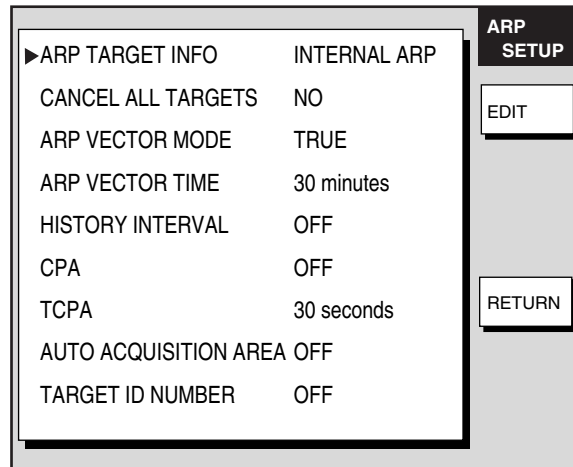 ARP TARGET INFO INTERNAL ARP
CANCEL ALL TARGETS NO
ARP VECTOR MODE TRUE
ARP VECTOR TIME 30 minutes
HISTORY INTERVAL OFF
CPA OFF
TCPA 30 seconds
AUTO ACQUISITION AREA OFF
TARGET ID NUMBER OFF
ARP
SETUP
EDIT
RETURN